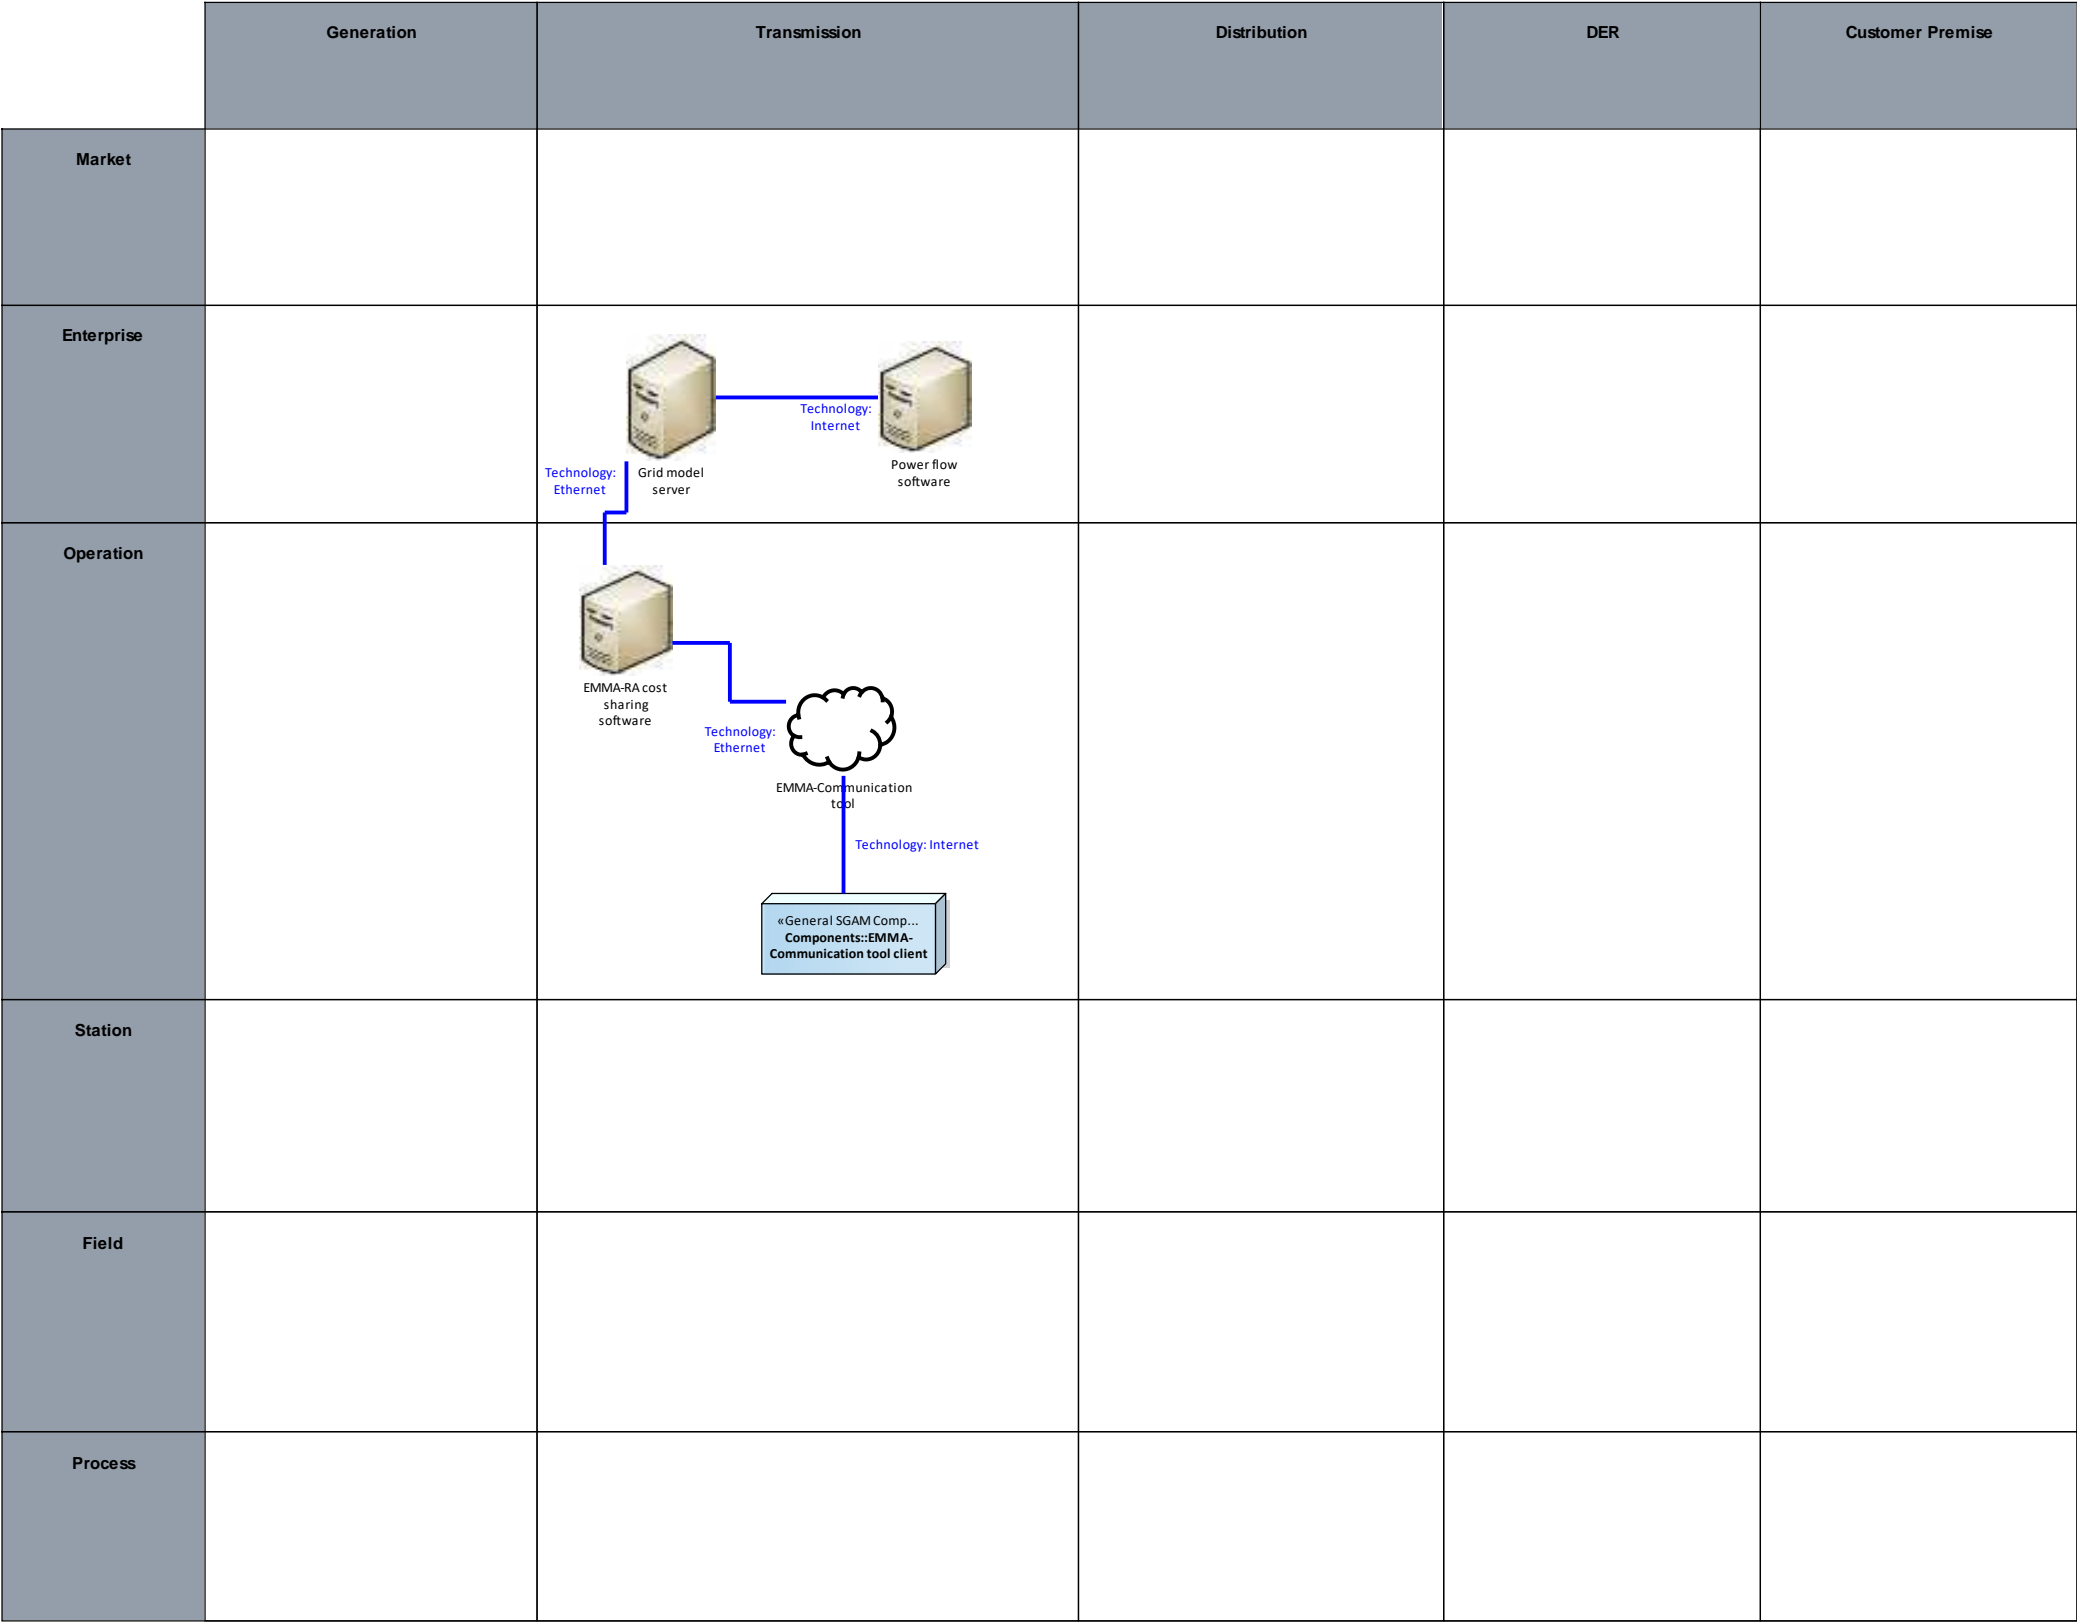 Generation
Transmission
Distribution
DER
Customer Premise
Market
Enterprise
Technology:
Internet
Power flow
software
Technology:
Ethernet
Grid model
server
Operation
EMMA-RA cost
sharing
software
Technology:
Ethernet
EMMA-Communication
tool
Technology: Internet
«General SGAM Comp...
Components::EMMA-
Communication tool client
Station
Field
Process